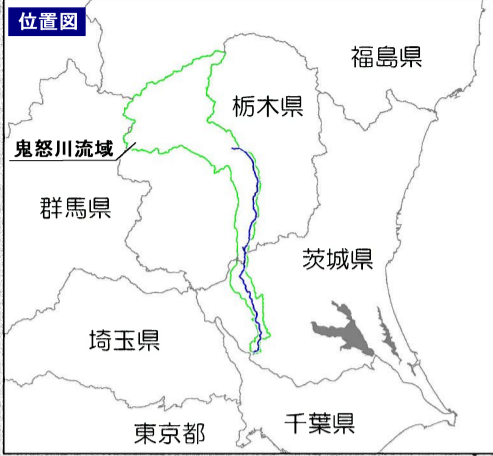 位置図
福島県
栃木県
鬼怒川流域
群馬県
茨城県
埼玉県
千葉県
東京都